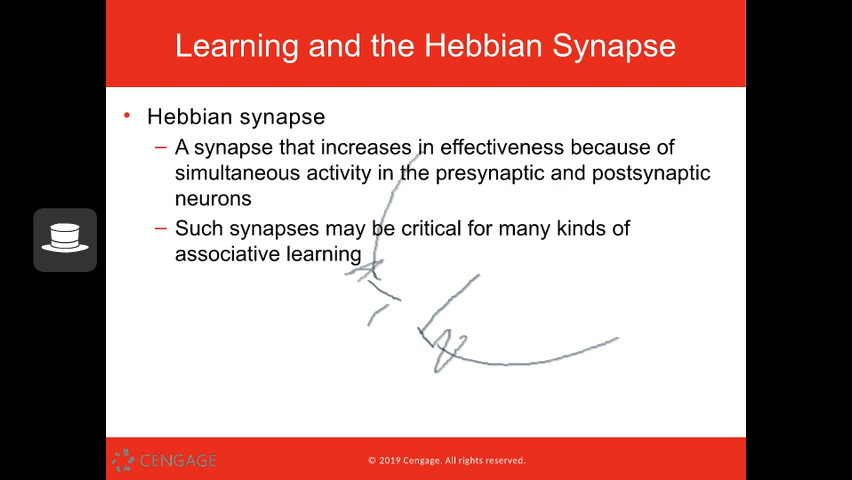 Learning and the Hebbian Synapse
• Hebbian synapse
– A synapse that increases in effectiveness because of
simultaneous activity in the presynaptic and postsynaptic
neurons
– Such synapses may be critical for many kinds of
associative learning
A
B
CENGAGE
© 2019 Cengage. All rights reserved.